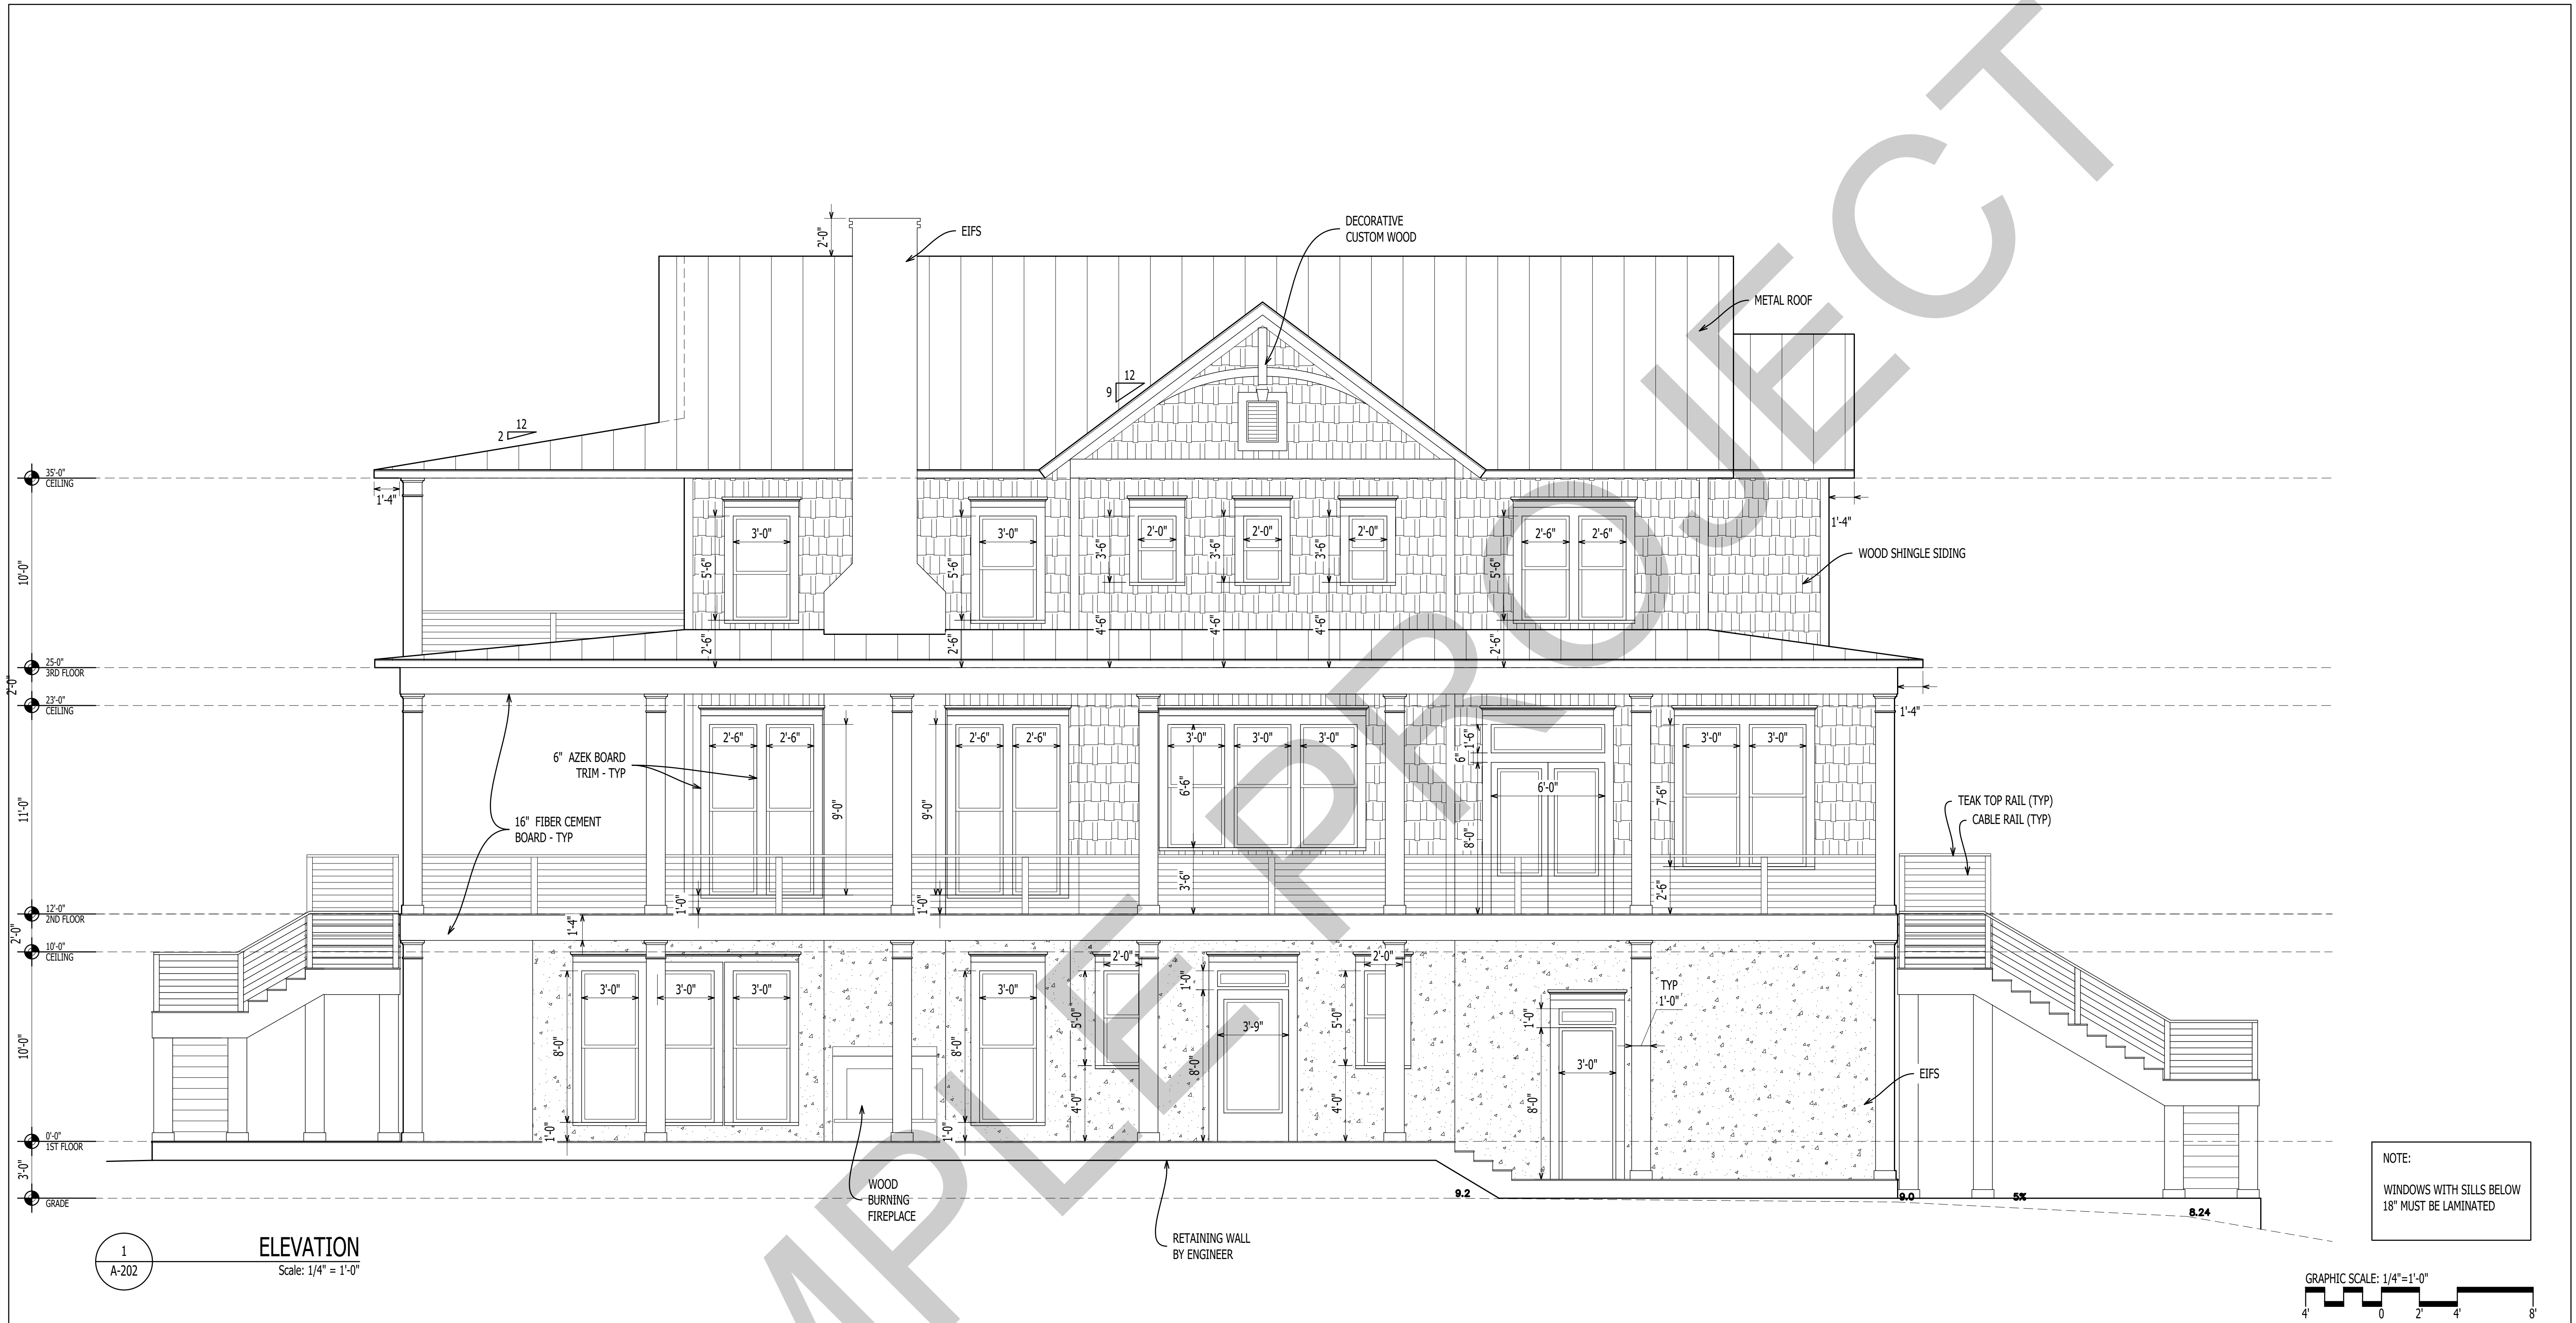 SAMPLE PROJECT
2'-0"
EIFS
DECORATIVE
CUSTOM WOOD
METAL ROOF
12
9
12
2
35'-0"
CEILING
1'-4"
1'-4"
3'-0"
3'-0"
2'-0"
2'-0"
2'-0"
2'-6"
2'-6"
WOOD SHINGLE SIDING
10'-0"
5'-6"
5'-6"
3'-6"
3'-6"
3'-6"
5'-6"
2'-6"
2'-6"
4'-6"
4'-6"
4'-6"
2'-6"
25'-0"
3RD FLOOR
2'-0"
23'-0"
CEILING
1'-4"
2'-6"
2'-6"
2'-6"
2'-6"
3'-0"
3'-0"
3'-0"
1'-6"
6"
3'-0"
3'-0"
6" AZEK BOARD
TRIM - TYP
6'-0"
11'-0"
9'-0"
9'-0"
6'-6"
8'-0"
7'-6"
16" FIBER CEMENT
BOARD - TYP
TEAK TOP RAIL (TYP)
CABLE RAIL (TYP)
1'-0"
1'-0"
3'-6"
2'-6"
12'-0"
2ND FLOOR
2'-0"
1'-4"
10'-0"
CEILING
2'-0"
2'-0"
3'-0"
3'-0"
3'-0"
3'-0"
1'-0"
TYP
1'-0"
10'-0"
8'-0"
8'-0"
5'-0"
3'-9"
5'-0"
1'-0"
3'-0"
EIFS
8'-0"
4'-0"
4'-0"
8'-0"
1'-0"
1'-0"
0'-0"
1ST FLOOR
3'-0"
GRADE
WOOD
BURNING
FIREPLACE
9.2
9.0
5%
8.24
RETAINING WALL
BY ENGINEER
NOTE:
WINDOWS WITH SILLS BELOW
18" MUST BE LAMINATED
1
A-202
ELEVATION
Scale: 1/4" = 1'-0"
GRAPHIC SCALE: 1/4"=1'-0"
4'
0
2'
4'
8'